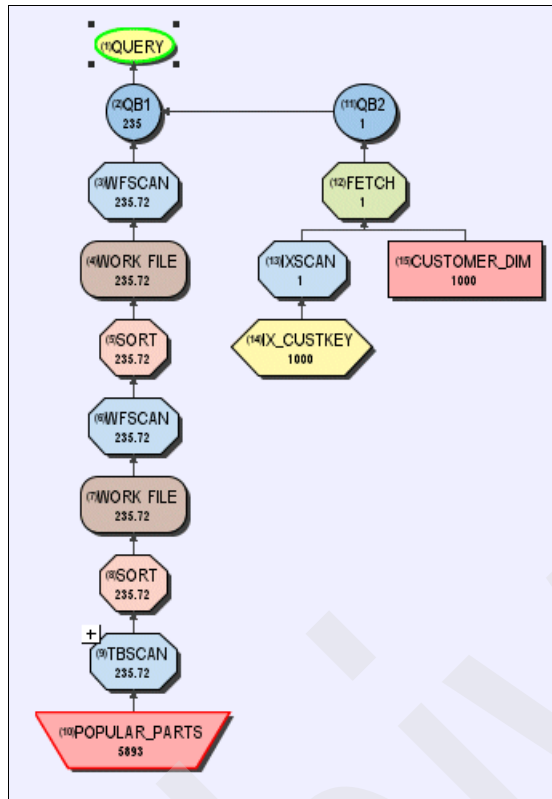 (1)QUERY
(2)QB1
235
(11)QB2
1
(3)WFSCAN
235.72
(12)FETCH
1
(4)WORK FILE
235.72
(13)IXSCAN
1
(15)CUSTOMER_DIM
1000
(5)SORT
235.72
(14)IX_CUSTKEY
1000
(6)WFSCAN
235.72
(7)WORK FILE
235.72
(8)SORT
235.72
+
(9)TBSCAN
235.72
(10)POPULAR_PARTS
5893